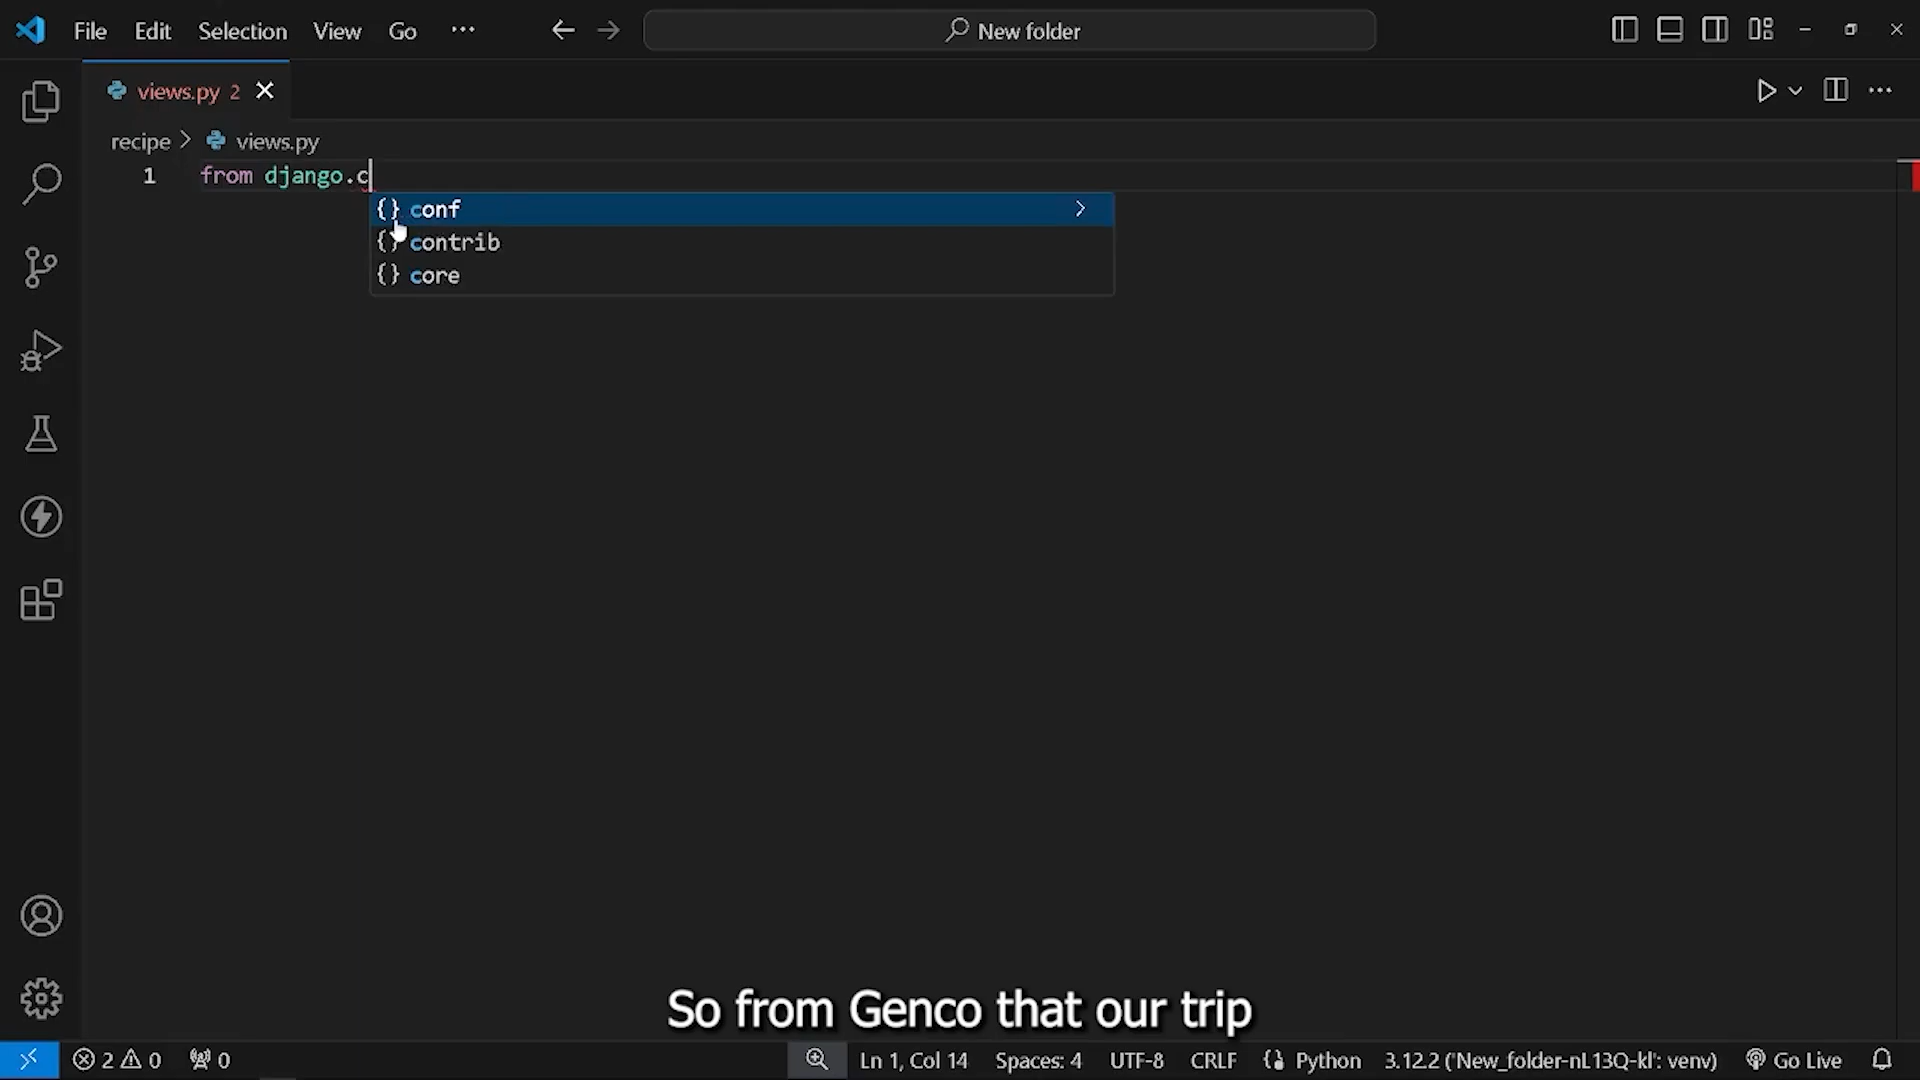 File Edit Selection View Go ··· New folder
views.py 2
recipe > views.py
1 from django.c
{} conf
{} contrib
{} core
So from Genco that our trip
2 0 0 Ln 1, Col 14 Spaces: 4 UTF-8 CRLF {} Python 3.12.2 ('New_folder-nL13Q-kl': venv) Go Live